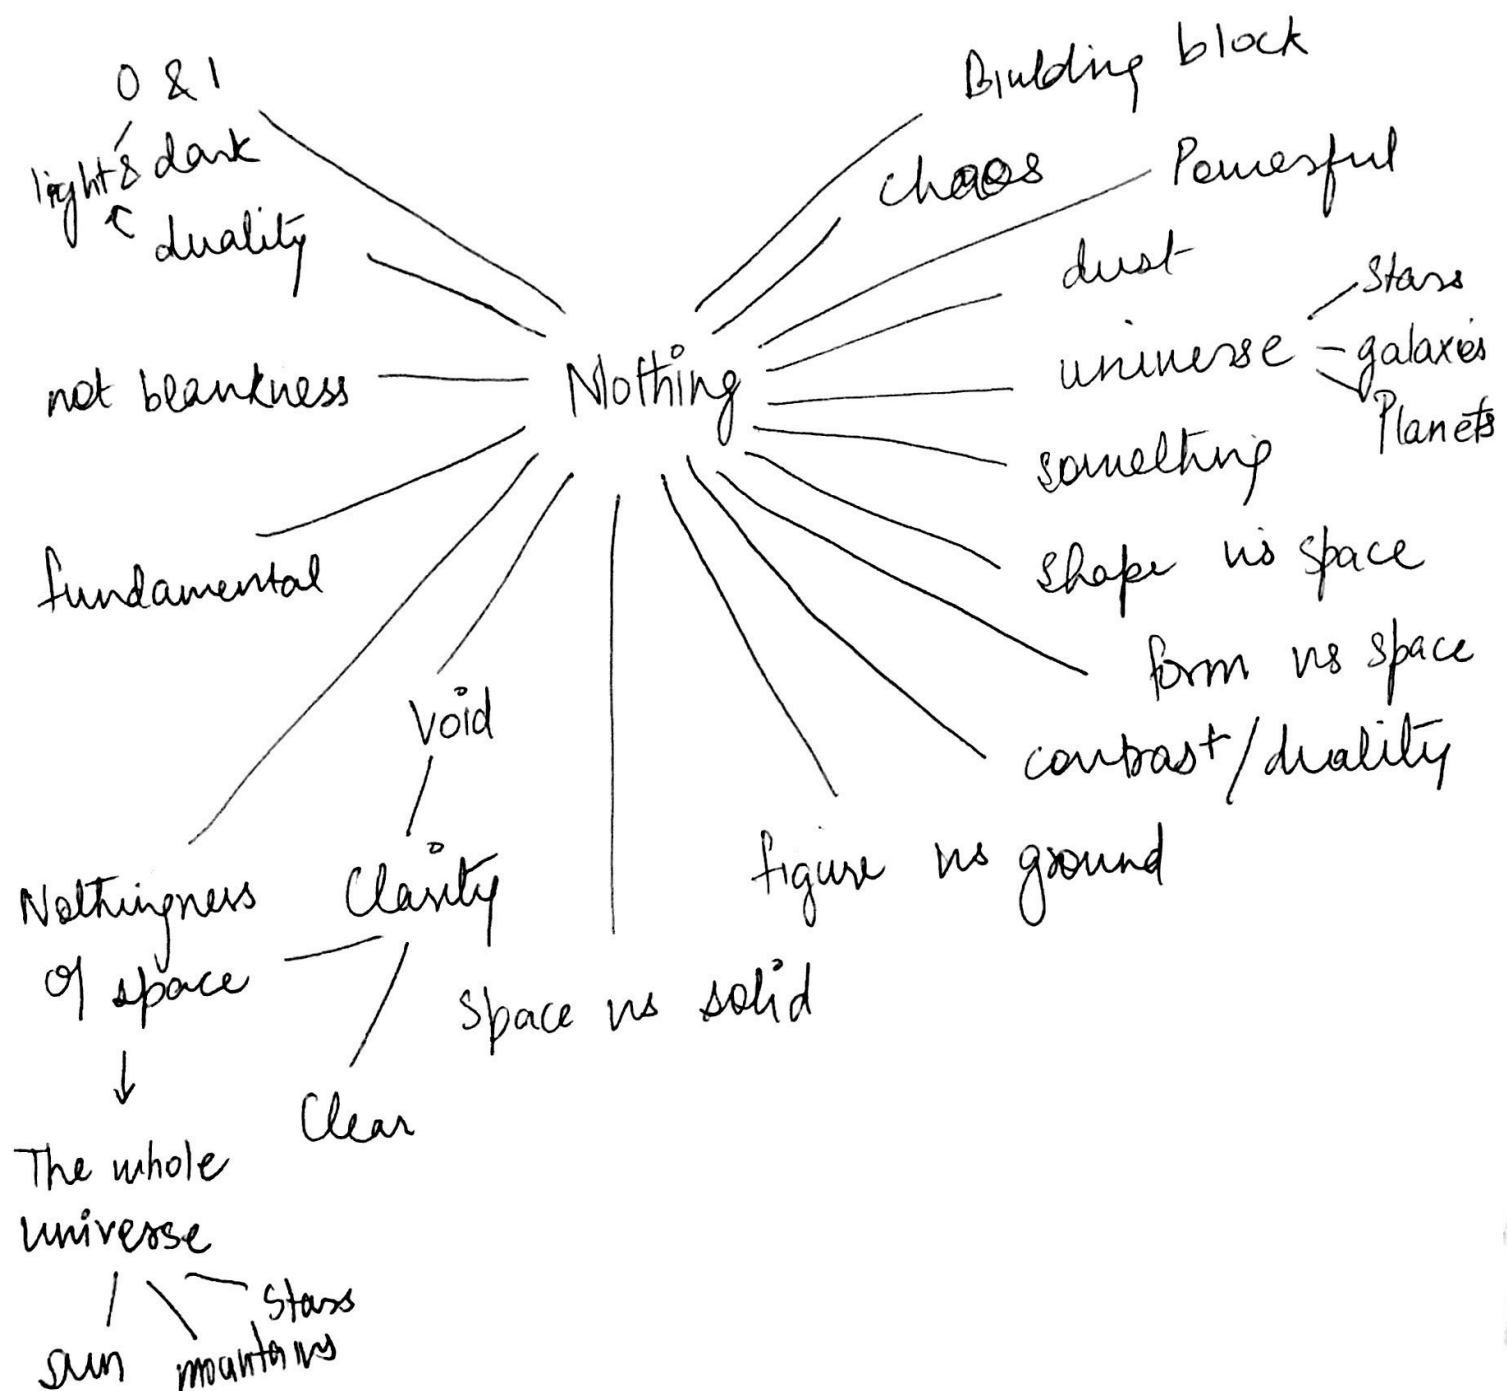 0 & 1
light & dark
duality
Building block
chaos
Powerful
dust
universe
Stars
galaxies
Planets
something
Nothing
not blankness
fundamental
shape vs space
form vs space
contrast/duality
figure vs ground
space vs solid
Void
Clarity
Clear
Nothingness
of space
The whole
universe
sun
mountains
stars